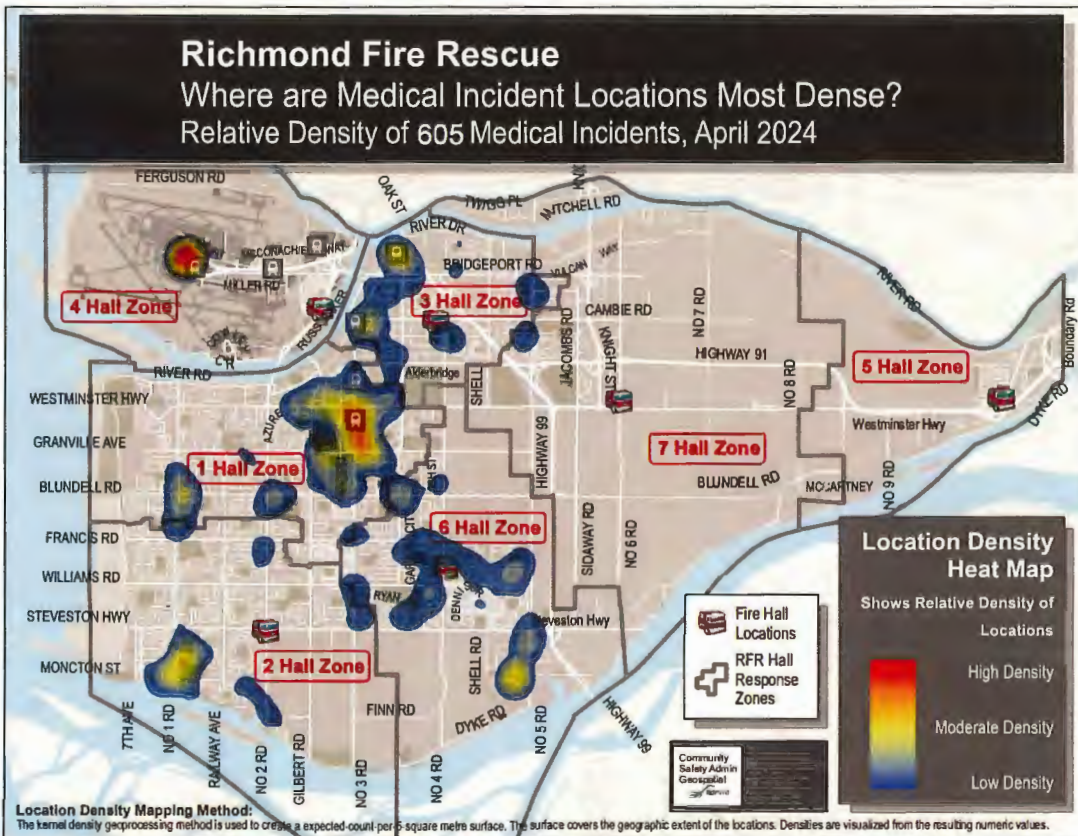 Richmond Fire Rescue
Where are Medical Incident Locations Most Dense?
Relative Density of 605 Medical Incidents, April 2024
FERGUSON RD
OAK ST
TWIGG PL
MITCHELL RD
RIVER DR
BRIDGEPORT RD
VULCAN WAY
MILLER RD
4 Hall Zone
3 Hall Zone
CAMBIE RD
NO 7 RD
RIVER RD
Boundary Rd
RIVER RD
Alderbridge
SHELL
JACOMBS RD
KNIGHT ST
HIGHWAY 91
NO 8 RD
5 Hall Zone
WESTMINSTER HWY
AZURE
Westminster Hwy
DYKE RD
GRANVILLE AVE
HIGHWAY 99
7 Hall Zone
1 Hall Zone
BLUNDELL RD
BLUNDELL RD
MCCARTNEY
NO 9 RD
6 Hall Zone
FRANCIS RD
SIDAWAY RD
NO 6 RD
WILLIAMS RD
RYAN
STEVESTON HWY
Steveston Hwy
2 Hall Zone
MONCTON ST
SHELL RD
FINN RD
DYKE RD
HIGHWAY 99
7TH AVE
NO 1 RD
RAILWAY AVE
NO 2 RD
GILBERT RD
NO 3 RD
NO 4 RD
NO 5 RD
Fire Hall
Locations
RFR Hall
Response
Zones
Location Density
Heat Map
Shows Relative Density of
Locations
High Density
Moderate Density
Low Density
Community
Safety Admin
Geospatial
Location Density Mapping Method:
The kernel density geoprocessing method is used to create a expected-count-per-5-square metre surface. The surface covers the geographic extent of the locations. Densities are visualized from the resulting numeric values.